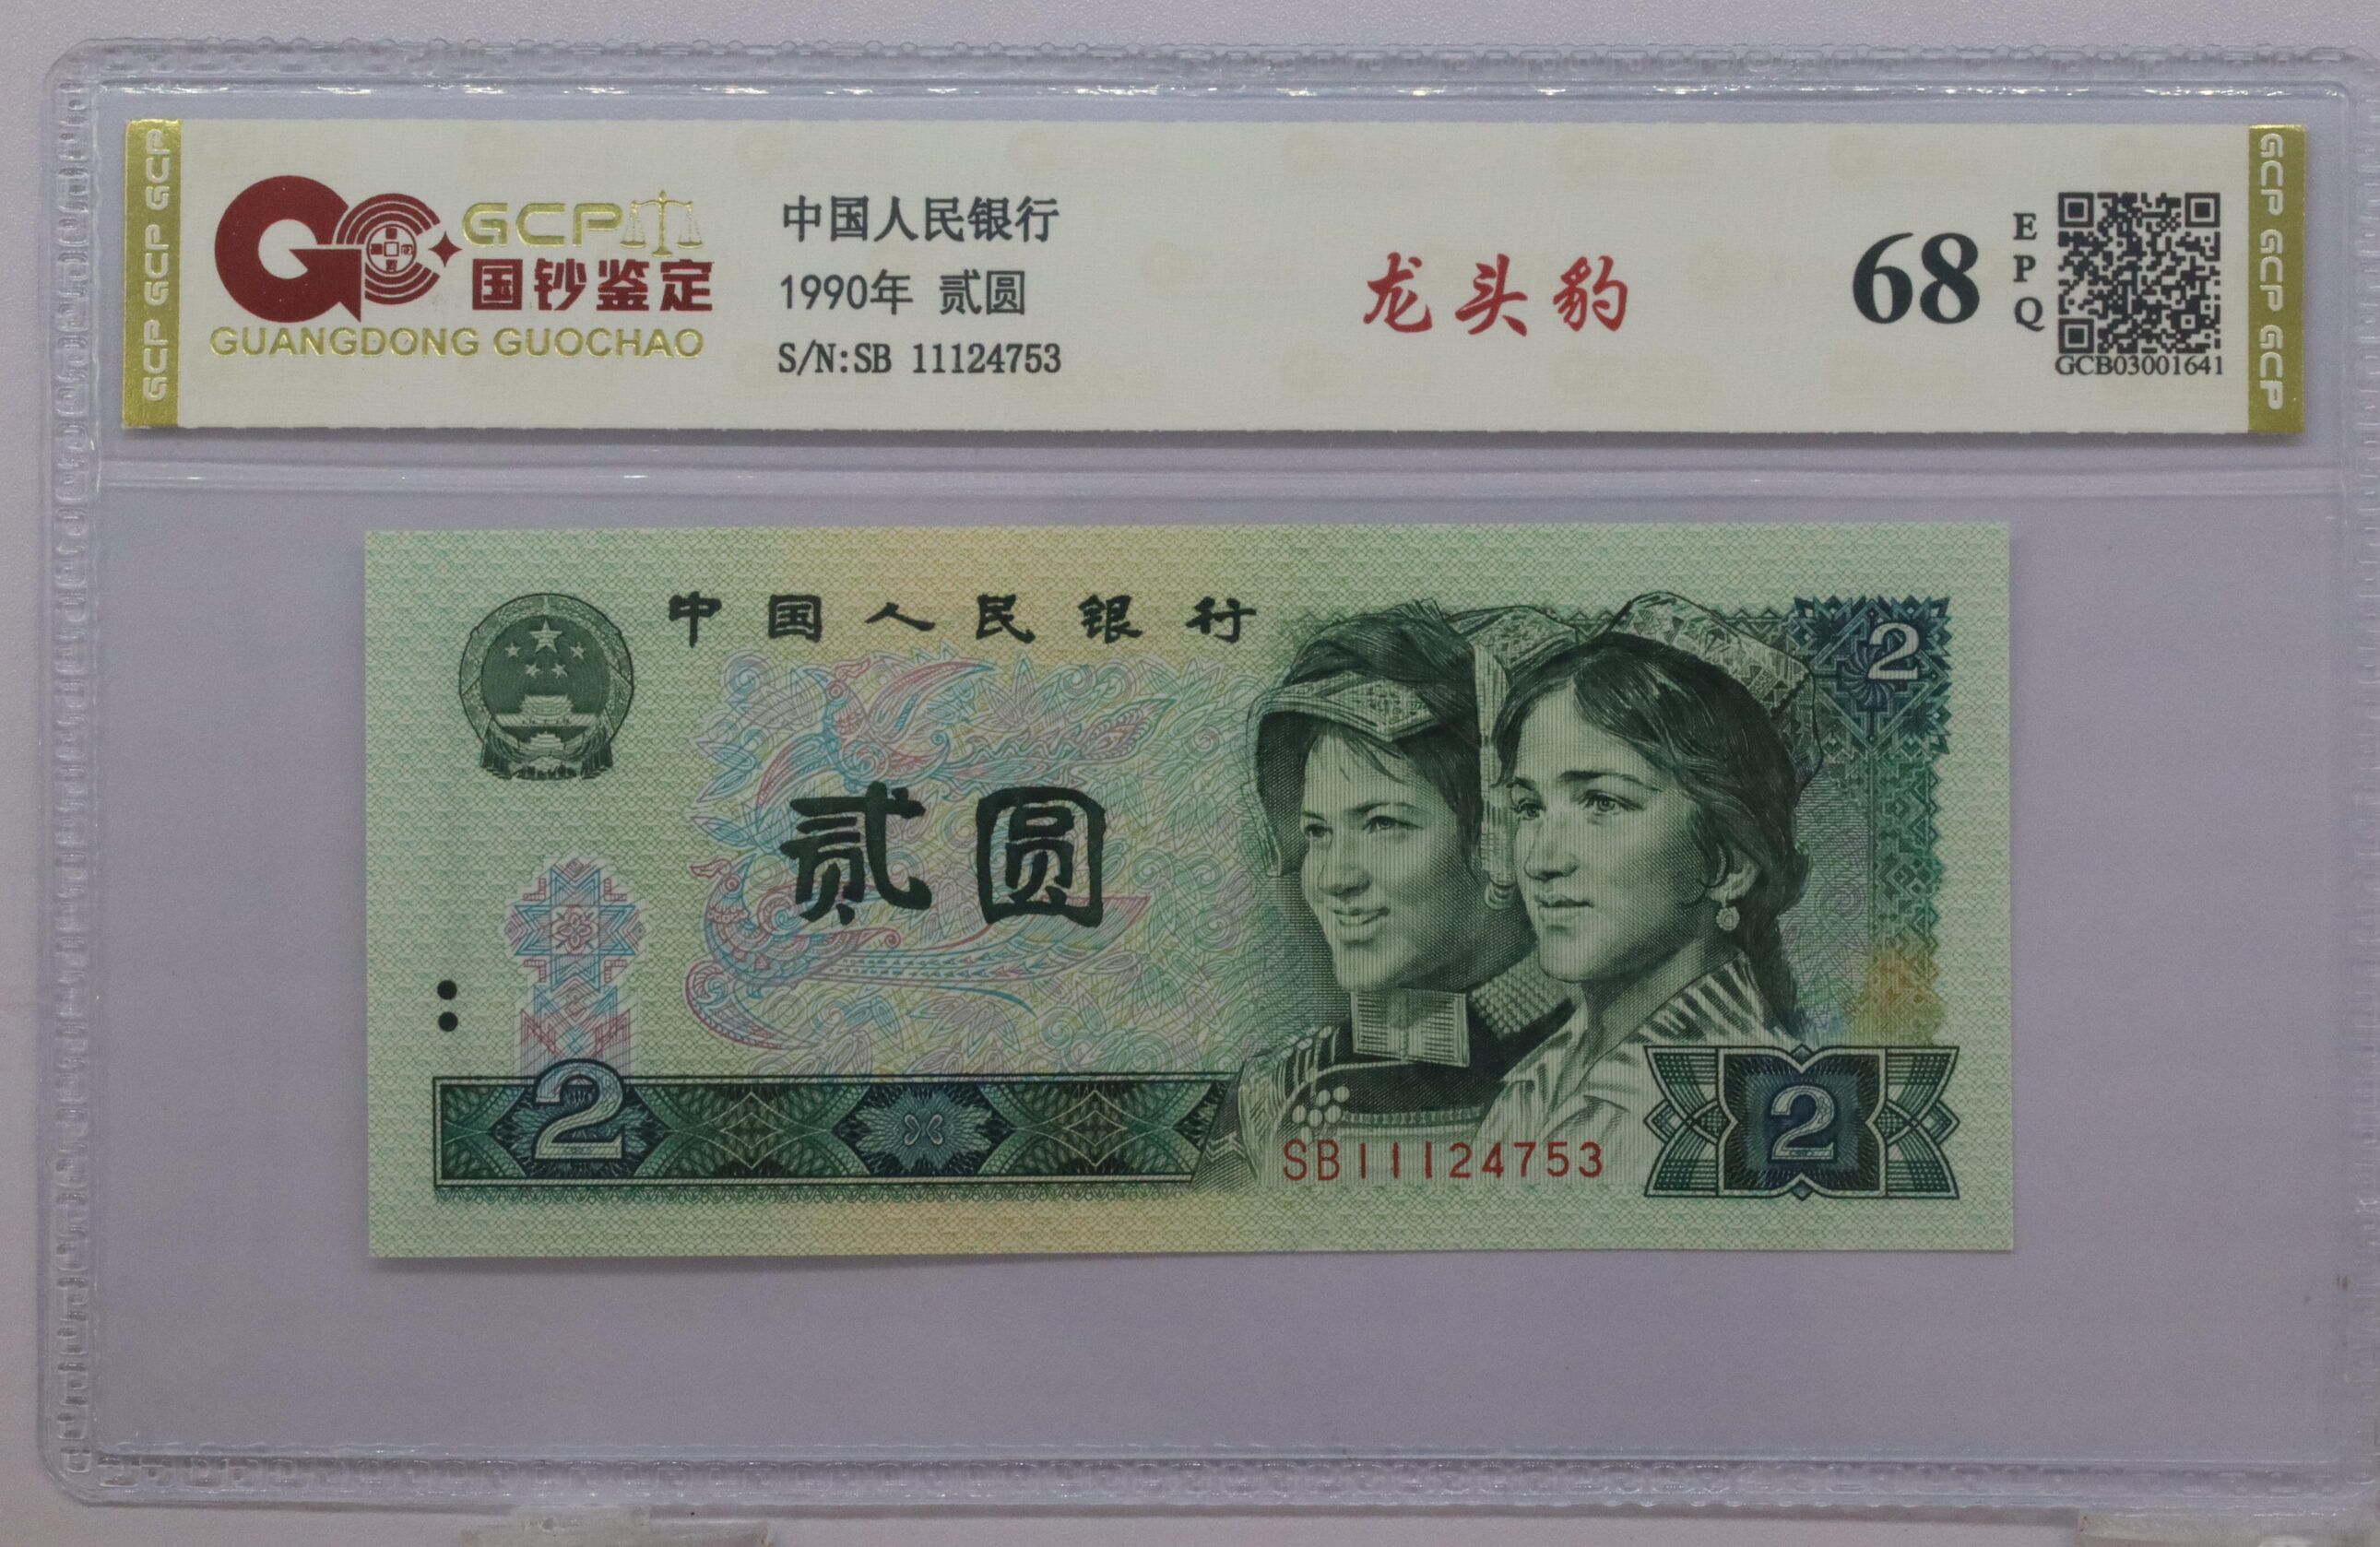 GCP GCP GCP
GCP
国钞鉴定
GUANGDONG GUOCHAO
中国人民银行
1990年 贰圆
S/N:SB 11124753
龙头豹
68
EPQ
GCB03001641
GCP GCP GCP
中国人民银行
2
贰圆
2
SB11124753
2